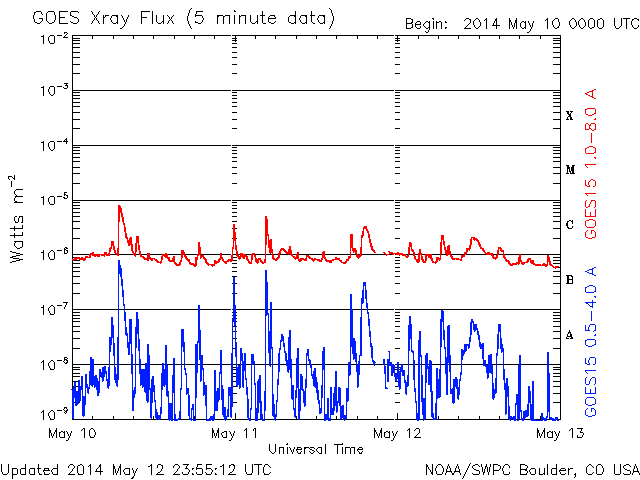 GOES Xray Flux (5 minute data)
Begin: 2014 May 10 0000 UTC
10⁻²
10⁻³
10⁻⁴
10⁻⁵
10⁻⁶
10⁻⁷
10⁻⁸
10⁻⁹
Watts m⁻²
X
M
C
B
A
GOES15 1.0-8.0 A
GOES15 0.5-4.0 A
May 10
May 11
May 12
May 13
Universal Time
Updated 2014 May 12 23:55:12 UTC
NOAA/SWPC Boulder, CO USA